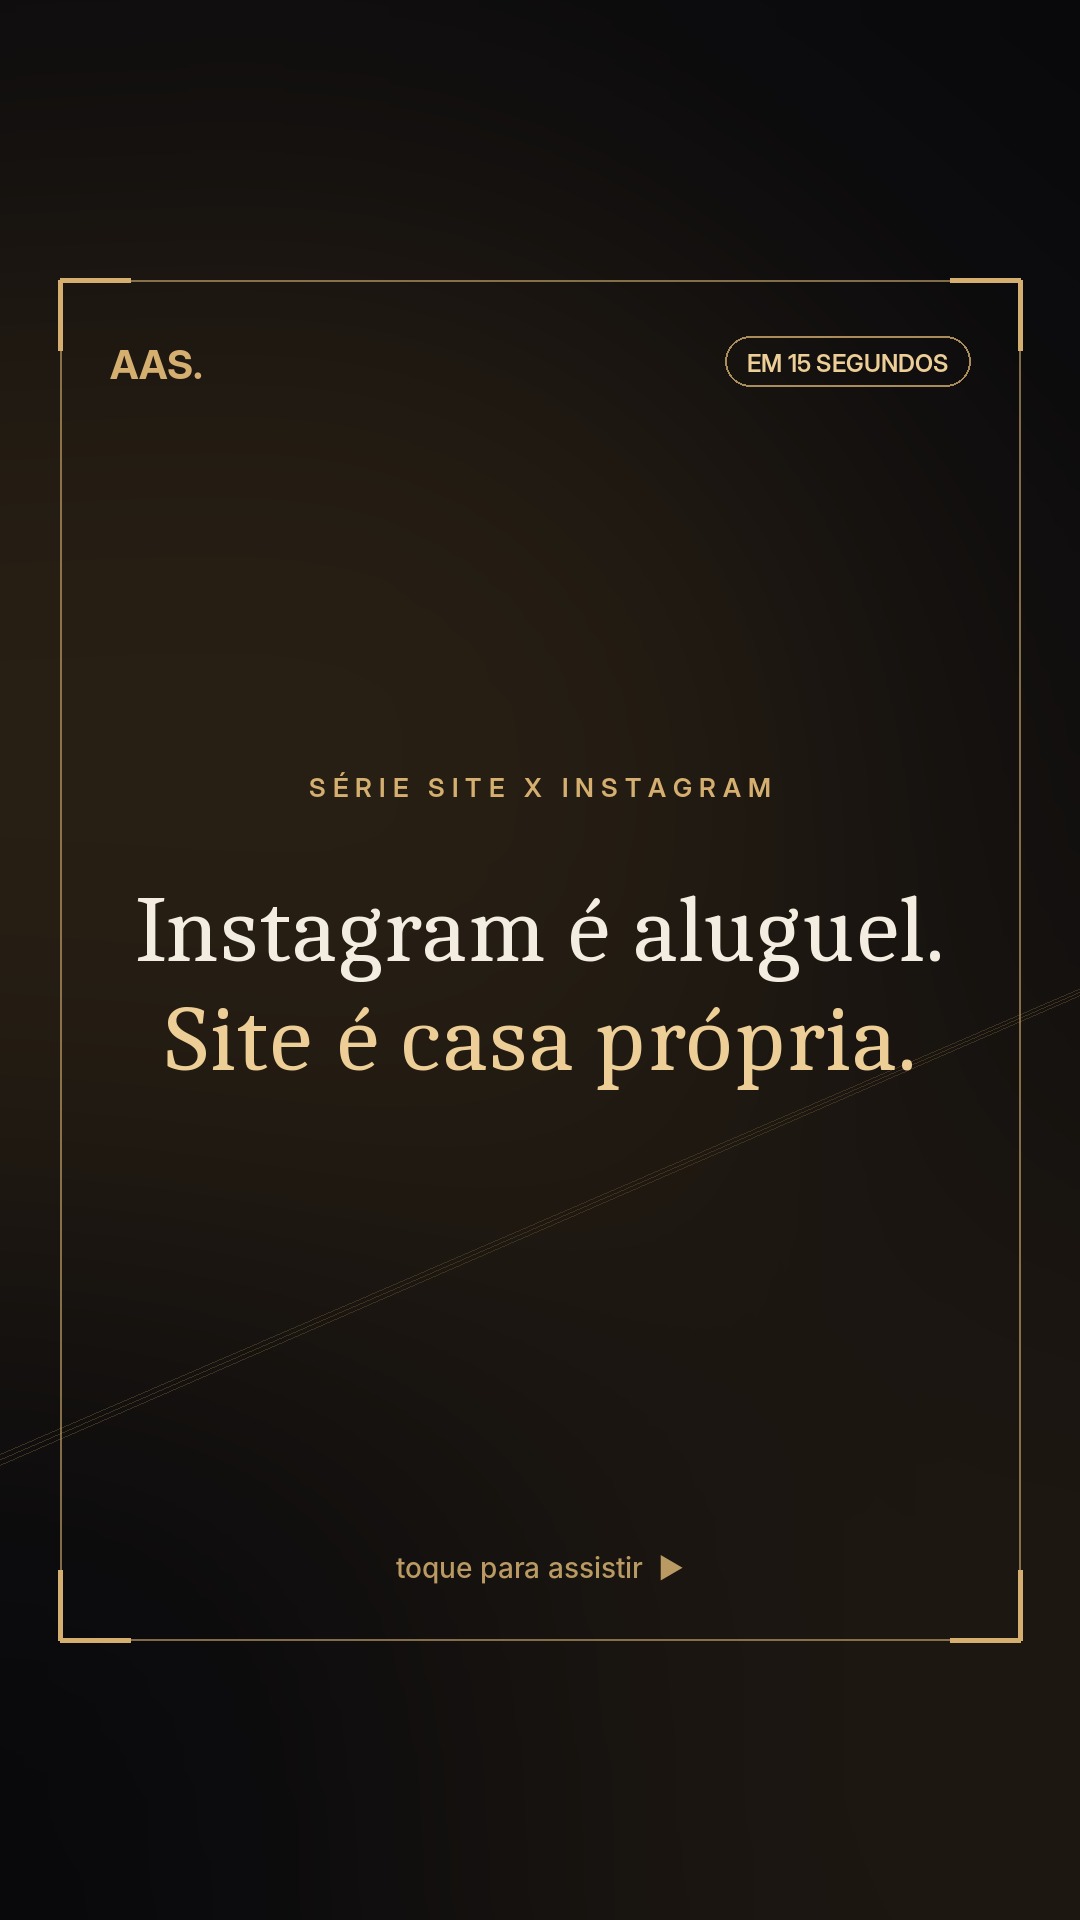 AAS.
EM 15 SEGUNDOS
SÉRIE SITE X INSTAGRAM
Instagram é aluguel.
Site é casa própria.
toque para assistir